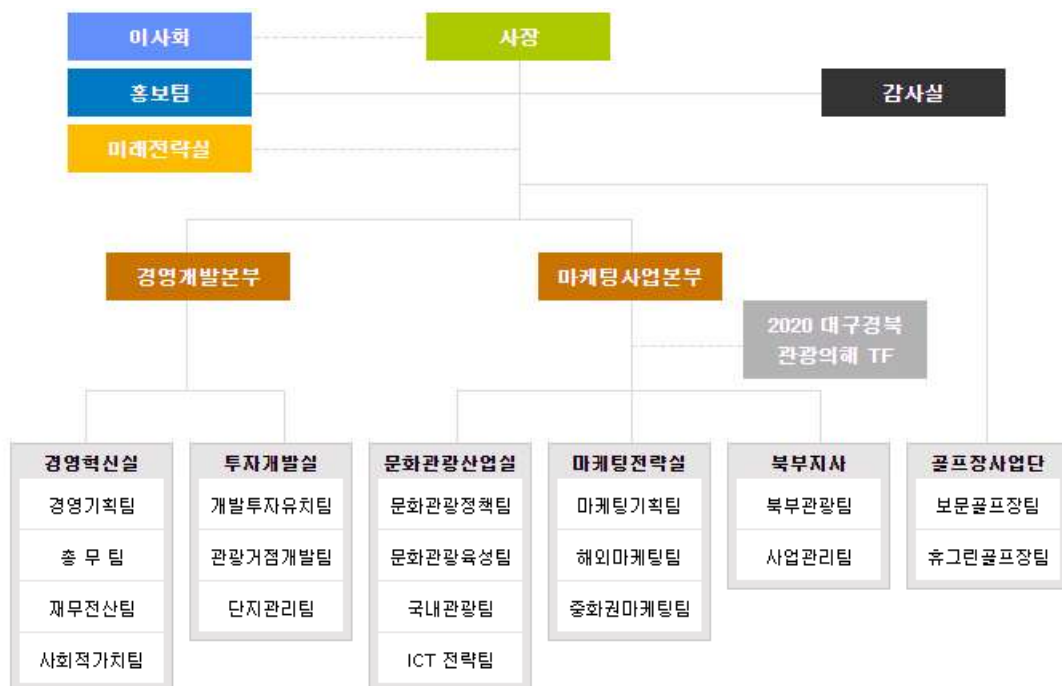 이사회
사장
홍보팀
감사실
미래전략실
경영개발본부
마케팅사업본부
2020 대구경북
관광의해 TF
경영혁신실
경영기획팀
총 무 팀
재무전산팀
사회적가치팀
투자개발실
개발투자유치팀
관광거점개발팀
단지관리팀
문화관광산업실
문화관광정책팀
문화관광육성팀
국내관광팀
ICT 전략팀
마케팅전략실
마케팅기획팀
해외마케팅팀
중화권마케팅팀
북부지사
북부관광팀
사업관리팀
골프장사업단
보문골프장팀
휴그린골프장팀